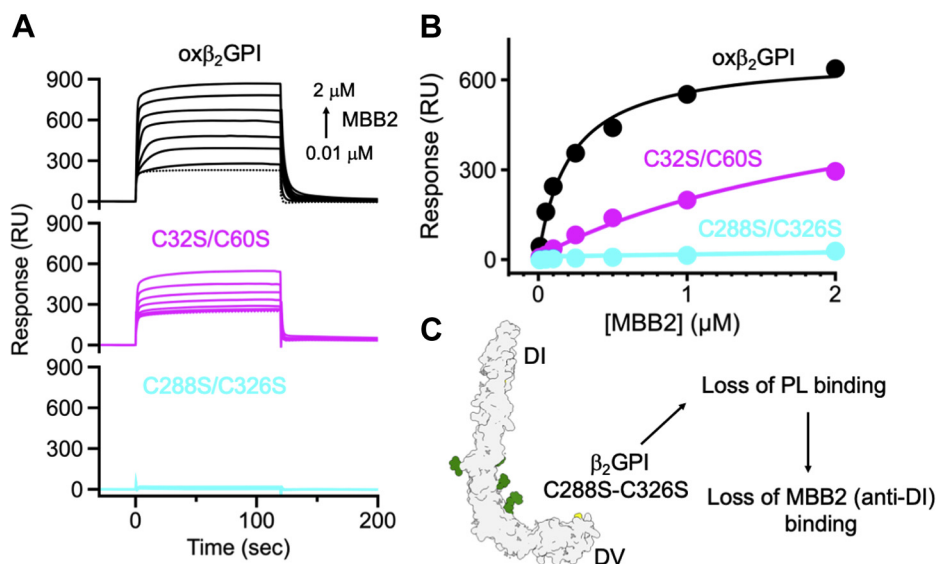 A
oxβ₂GPI
900
600
300
0
2 μM
MBB2
0.01 μM
C32S/C60S
900
600
300
0
Response (RU)
C288S/C326S
900
600
300
0
0
100
200
Time (sec)
B
oxβ₂GPI
600
300
0
Response (RU)
C32S/C60S
C288S/C326S
0
1
2
[MBB2] (μM)
C
DI
Loss of PL binding
β₂GPI
C288S-C326S
Loss of MBB2 (anti-DI)
binding
DV